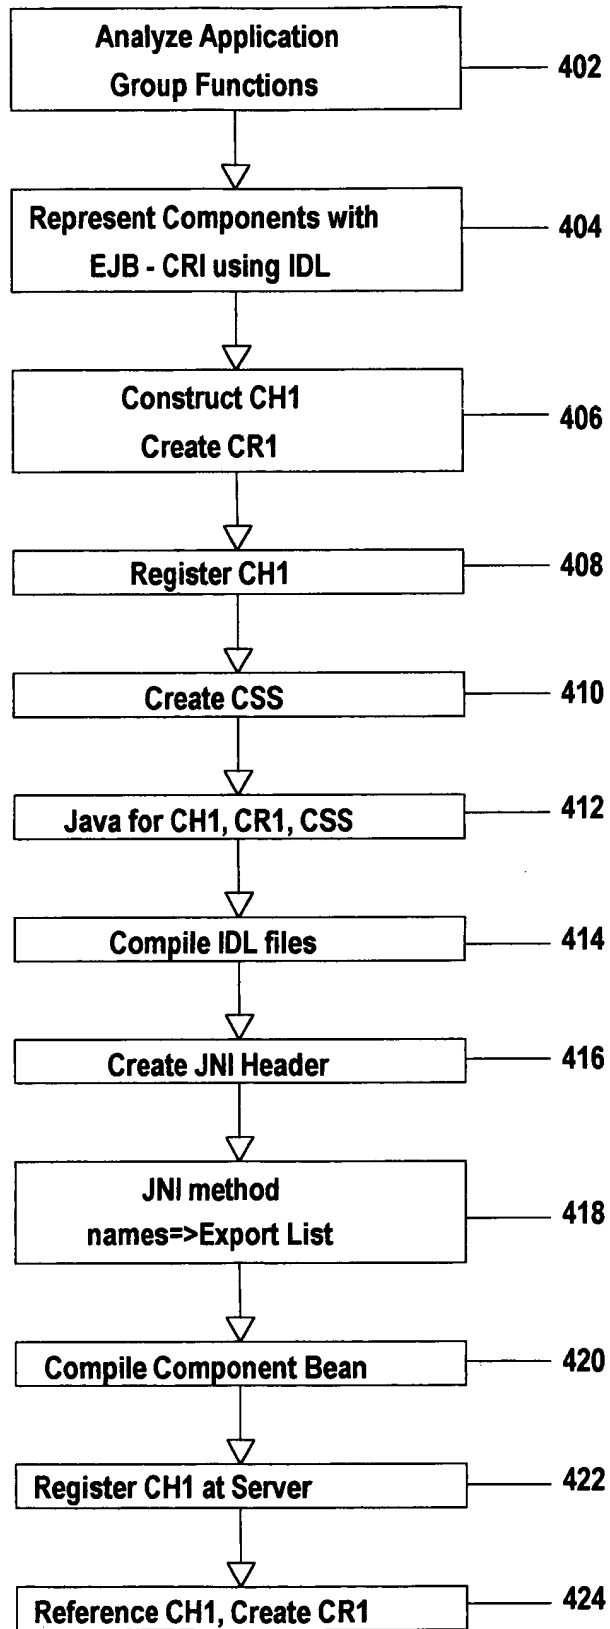 Analyze Application
Group Functions
402
Represent Components with
EJB - CRI using IDL
404
Construct CH1
Create CR1
406
Register CH1
408
Create CSS
410
Java for CH1, CR1, CSS
412
Compile IDL files
414
Create JNI Header
416
JNI method
names=>Export List
418
Compile Component Bean
420
Register CH1 at Server
422
Reference CH1, Create CR1
424